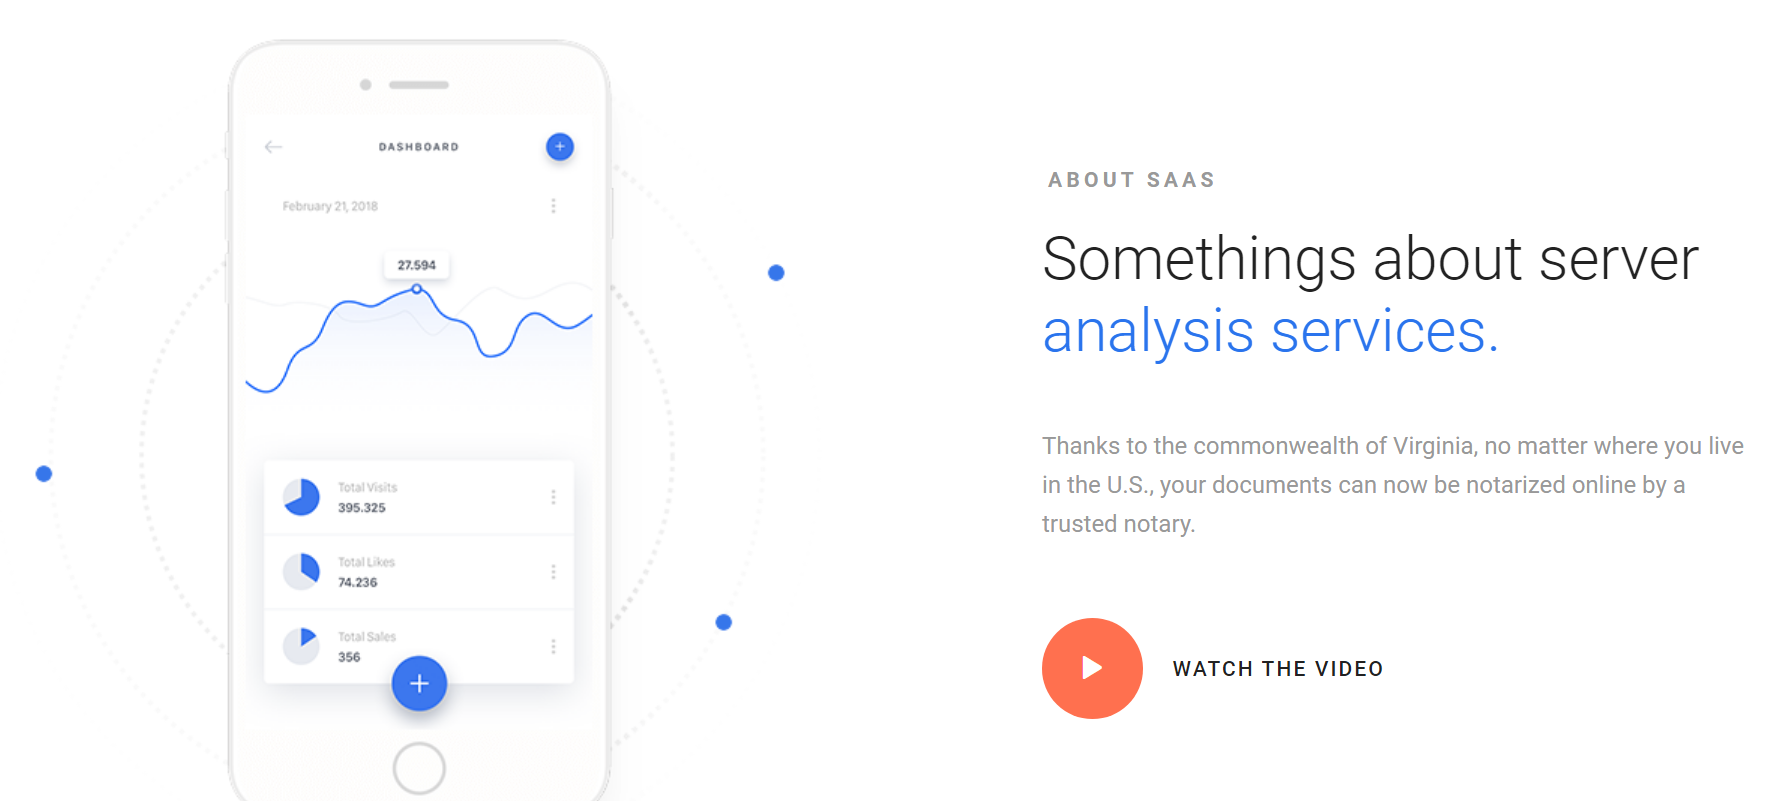 DASHBOARD
February 21, 2018
27.594
Total Visits
395.325
Total Likes
74.236
Total Sales
356
ABOUT SAAS
Somethings about server
analysis services.
Thanks to the commonwealth of Virginia, no matter where you live
in the U.S., your documents can now be notarized online by a
trusted notary.
WATCH THE VIDEO